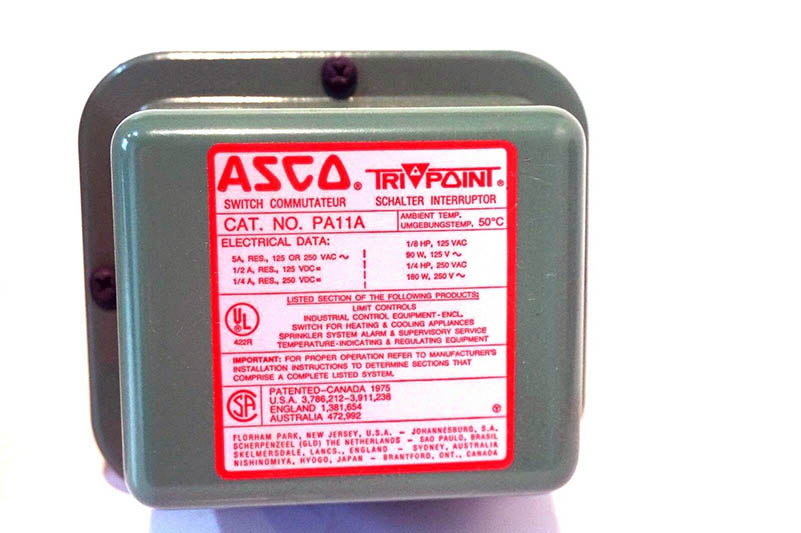 ASCO® TRI▽POINT®
SWITCH COMMUTATEUR SCHALTER INTERRUPTOR
CAT. NO. PA11A
AMBIENT TEMP.
UMGEBUNGSTEMP. 50°C
ELECTRICAL DATA:
5A, RES., 125 OR 250 VAC ∿
1/2 A, RES., 125 VDC⎓
1/4 A, RES., 250 VDC⎓
1/8 HP, 125 VAC
90 W, 125 V ∿
1/4 HP, 250 VAC
160 W, 250 V ∿
UL
422R
LISTED SECTION OF THE FOLLOWING PRODUCTS:
LIMIT CONTROLS
INDUSTRIAL CONTROL EQUIPMENT-ENCL.
SWITCH FOR HEATING & COOLING APPLIANCES
SPRINKLER SYSTEM ALARM & SUPERVISORY SERVICE
TEMPERATURE-INDICATING & REGULATING EQUIPMENT
IMPORTANT: FOR PROPER OPERATION REFER TO MANUFACTURER'S
INSTALLATION INSTRUCTIONS TO DETERMINE SECTIONS THAT
COMPRISE A COMPLETE LISTED SYSTEM.
SA
PATENTED-CANADA 1975
U.S.A. 3,786,212-3,911,238
ENGLAND 1,381,654
AUSTRALIA 472,992
FLORHAM PARK, NEW JERSEY, U.S.A. - JOHANNESBURG, S.A.
SCHERPENZEEL (GLD) THE NETHERLANDS - SAO PAULO, BRASIL
SKELMERSDALE, LANCS., ENGLAND - SYDNEY, AUSTRALIA
NISHINOMIYA, HYOGO, JAPAN - BRANTFORD, ONT., CANADA